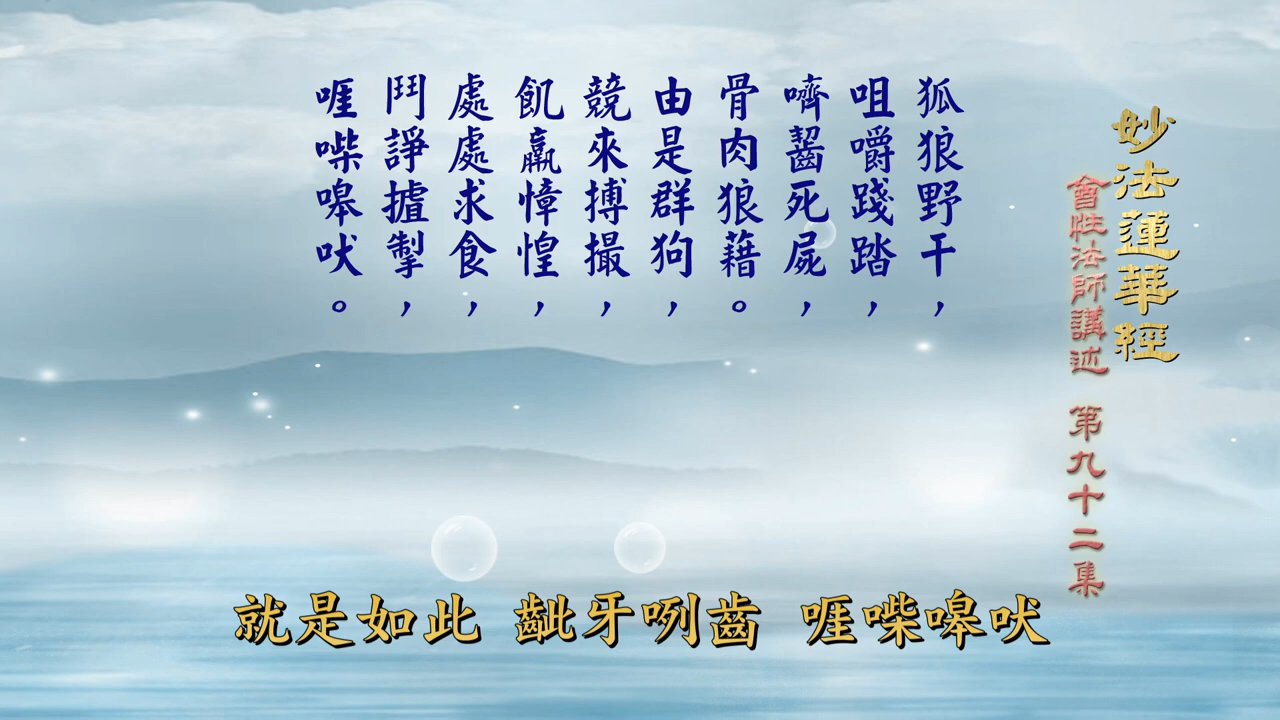 妙法蓮華經
會性法師講述 第九十二集
狐狼野干，
咀嚼踐踏，
嚌齧死屍，
骨肉狼藉。
由是群狗，
競來搏撮，
飢羸慞惶，
處處求食，
鬥諍摣掣，
啀喍嗥吠。
就是如此 齜牙咧齒 啀喍嗥吠